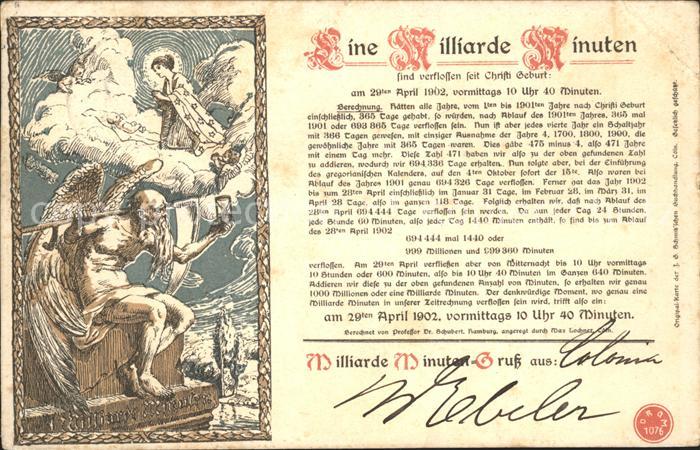 Eine Milliarde Minuten
sind verflossen seit Christi Geburt:
am 29ten April 1902, vormittags 10 Uhr 40 Minuten.
Berechnung. Hätten alle Jahre, vom 1ten bis 1901ten Jahre nach Christi Geburt
einschließlich, 365 Tage gehabt, so würden, nach Ablauf des 1901ten Jahres, 365 mal
1901 oder 693 865 Tage verflossen sein. Nun ist aber jedes vierte Jahr ein Schaltjahr
mit 366 Tagen gewesen, mit einziger Ausnahme der Jahre 4, 1700, 1800, 1900, die
gewöhnliche Jahre mit 365 Tagen waren. Dies gäbe 475 minus 4, also 471 Jahre
mit einem Tag mehr. Diese Zahl 471 haben wir also zu der oben gefundenen Zahl
zu addieren, wodurch wir 694 336 Tage erhalten. Nun folgte aber, bei der Einführung
des gregorianischen Kalenders, auf den 4ten Oktober sofort der 15te. Also waren bei
Ablauf des Jahres 1901 genau 694 326 Tage verflossen. Ferner hat das Jahr 1902
bis zum 28ten April einschließlich im Januar 31 Tage, im Februar 28, im März 31, im
April 28 Tage, also im ganzen 118 Tage. Folglich erhalten wir, daß nach Ablauf des
28ten April 694 444 Tage verflossen sein werden. Da nun jeder Tag 24 Stunden,
jede Stunde 60 Minuten, also jeder Tag 1440 Minuten enthält, so sind bis zum Ablauf
des 28ten April 1902
694 444 mal 1440 oder
999 Millionen und 999 360 Minuten
verflossen. Am 29ten April verfließen aber von Mitternacht bis 10 Uhr vormittags
10 Stunden oder 600 Minuten, also bis 10 Uhr 40 Minuten im Ganzen 640 Minuten.
Addieren wir diese zu der oben gefundenen Anzahl von Minuten, so erhalten wir genau
1000 Millionen oder eine Milliarde Minuten. Der denkwürdige Moment, wo genau eine
Milliarde Minuten in unserer Zeitrechnung verflossen sein wird, trifft also ein:
am 29ten April 1902, vormittags 10 Uhr 40 Minuten.
Berechnet von Professor Dr. Schubert, Hamburg, angeregt durch Max Lochner, Cöln.
Milliarde Minuten-Gruß aus: Colonia
Ebeler
Original-Karte der J. G. Schmitz'schen Buchhandlung, Cöln. Gesetzlich geschützt.
1076